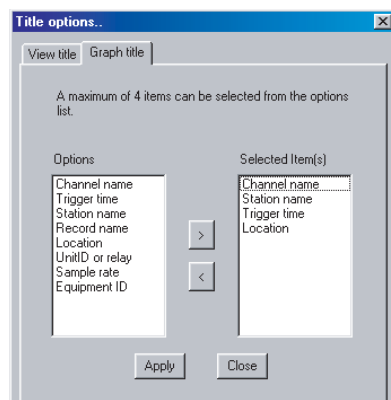 Title options..
View title
Graph title
A maximum of 4 items can be selected from the options
list.
Options
Channel name
Trigger time
Station name
Record name
Location
UnitID or relay
Sample rate
Equipment ID
>
<
Selected Item(s)
Channel name
Station name
Trigger time
Location
Apply
Close